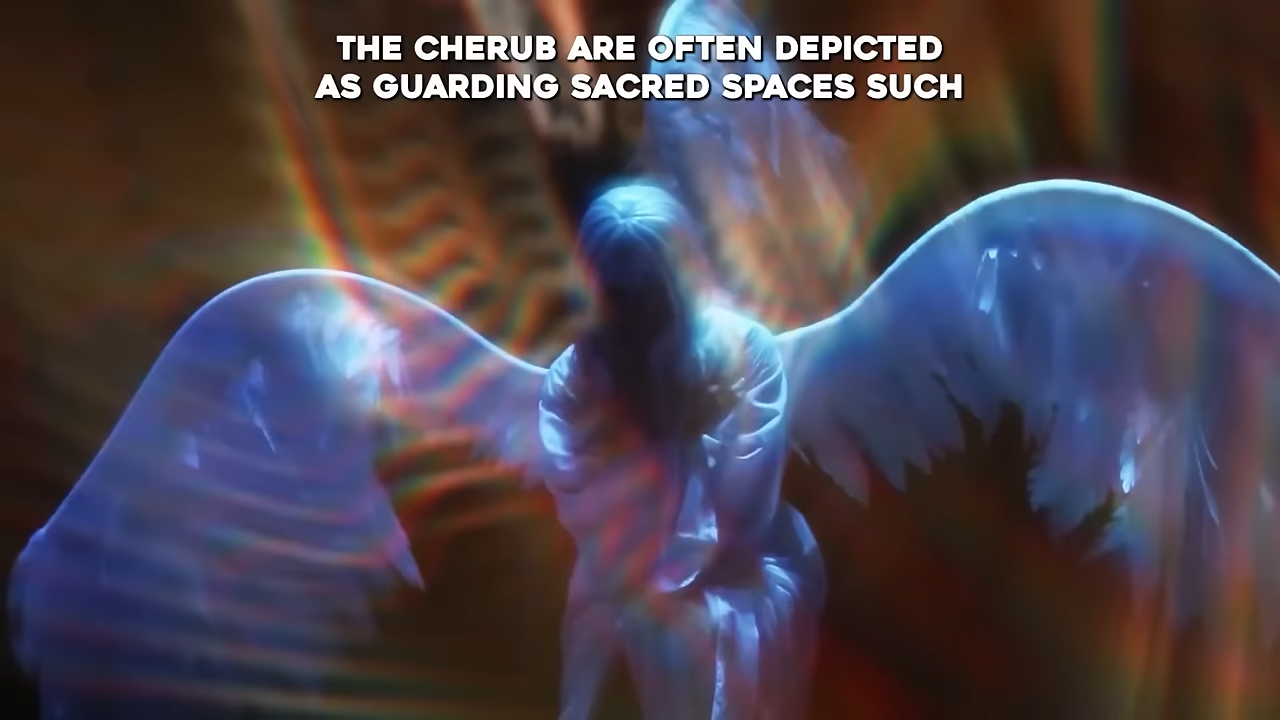 THE CHERUB ARE OFTEN DEPICTED
AS GUARDING SACRED SPACES SUCH